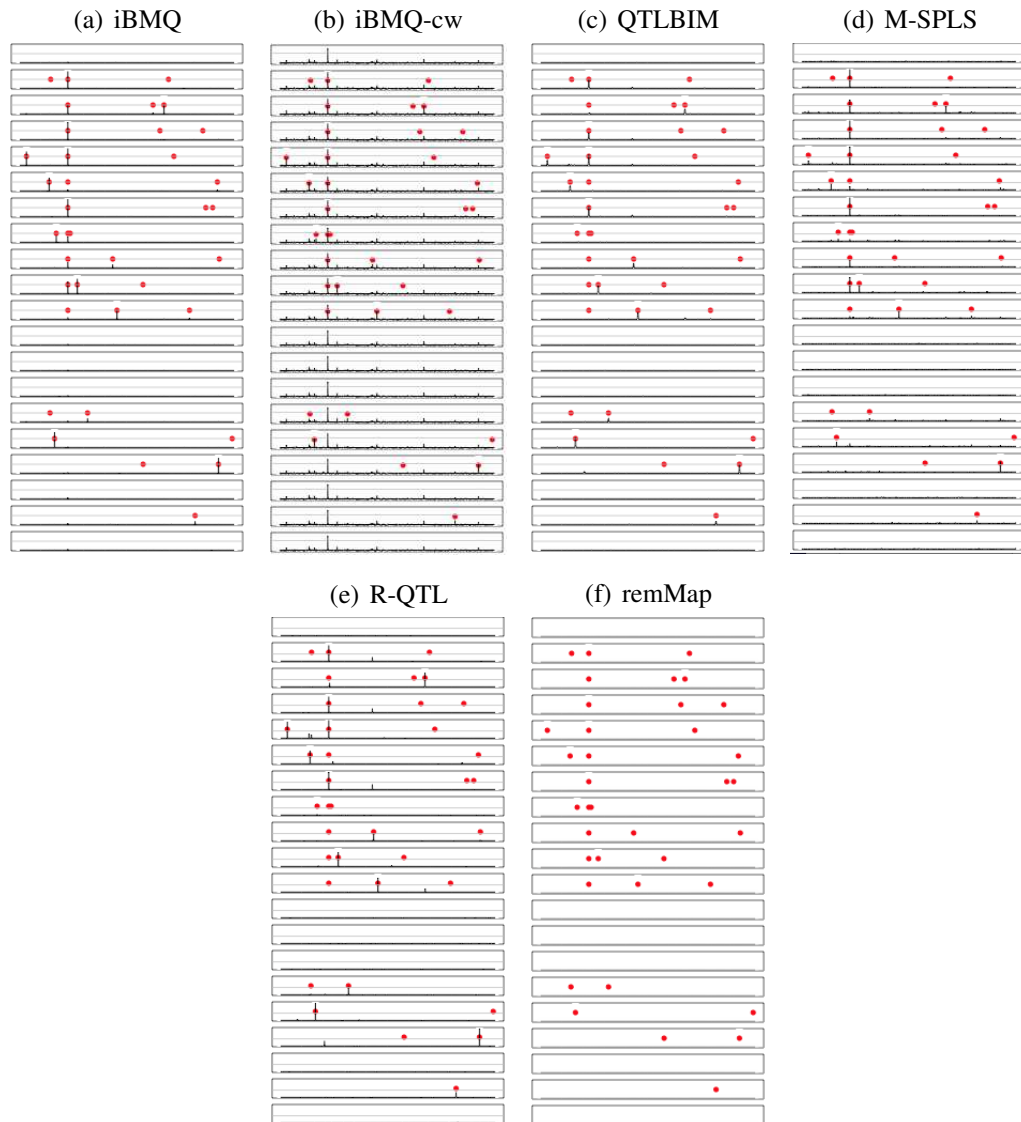 (a) iBMQ
(b) iBMQ-cw
(c) QTLBIM
(d) M-SPLS
(e) R-QTL
(f) remMap